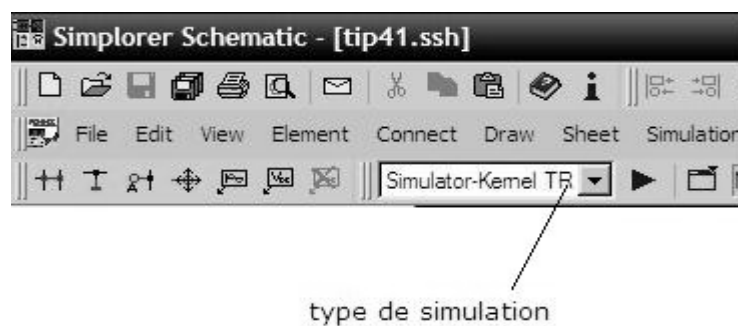 Simplorer Schematic - [tip41.ssh]
File Edit View Element Connect Draw Sheet Simulation
Simulator-Kernel TR
type de simulation